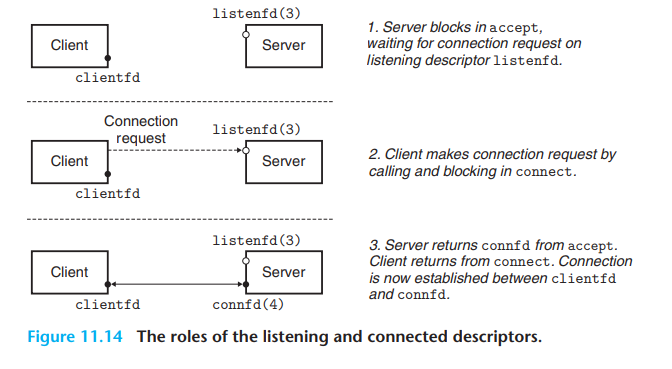 listenfd(3)
Client
Server
clientfd
1. Server blocks in accept,
waiting for connection request on
listening descriptor listenfd.
Connection
request
listenfd(3)
Client
Server
clientfd
2. Client makes connection request by
calling and blocking in connect.
listenfd(3)
Client
Server
clientfd
connfd(4)
3. Server returns connfd from accept.
Client returns from connect. Connection
is now established between clientfd
and connfd.
Figure 11.14 The roles of the listening and connected descriptors.